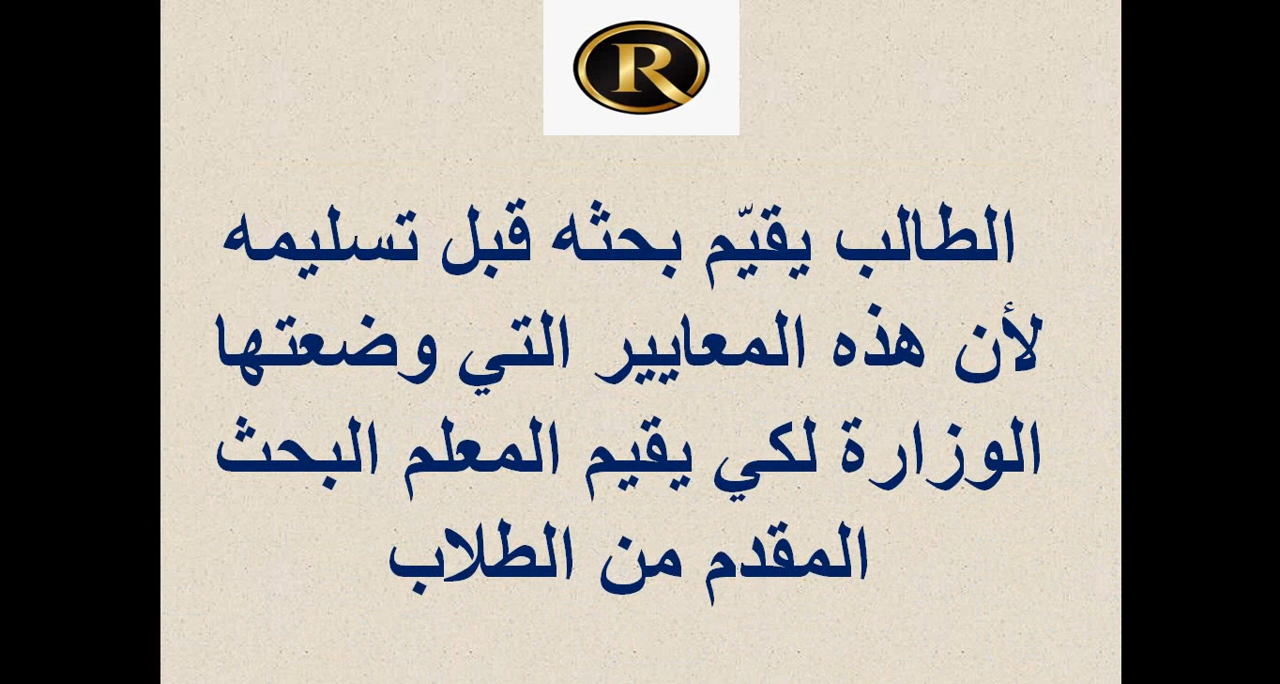 R
الطالب يقيّم بحثه قبل تسليمه
لأن هذه المعايير التي وضعتها
الوزارة لكي يقيم المعلم البحث
المقدم من الطلاب